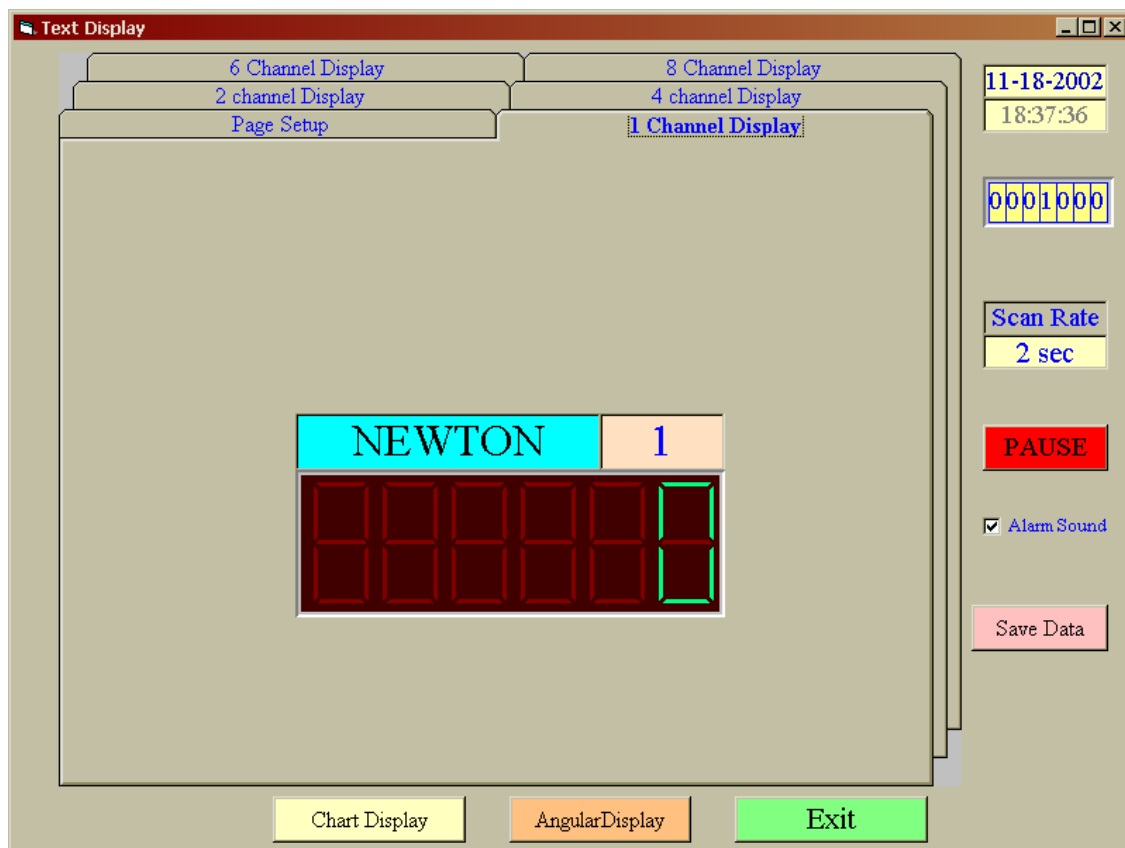 Text Display
6 Channel Display
8 Channel Display
2 channel Display
4 channel Display
Page Setup
1 Channel Display
11-18-2002
18:37:36
0001000
Scan Rate
2 sec
NEWTON
1
0
PAUSE
Alarm Sound
Save Data
Chart Display
AngularDisplay
Exit